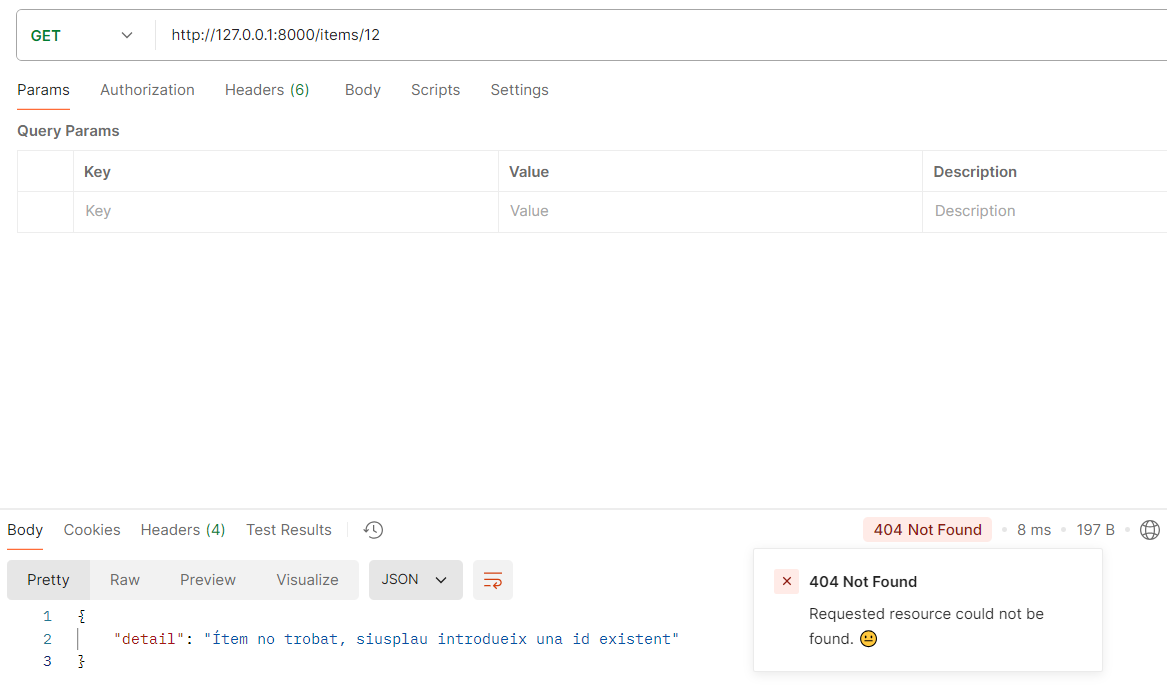 GET http://127.0.0.1:8000/items/12
Params Authorization Headers (6) Body Scripts Settings
Query Params
Key Value Description
Key Value Description
Body Cookies Headers (4) Test Results 404 Not Found 8 ms 197 B
Pretty Raw Preview Visualize JSON
404 Not Found
Requested resource could not be
found. 😐
1 {
2 "detail": "Ítem no trobat, siusplau introdueix una id existent"
3 }